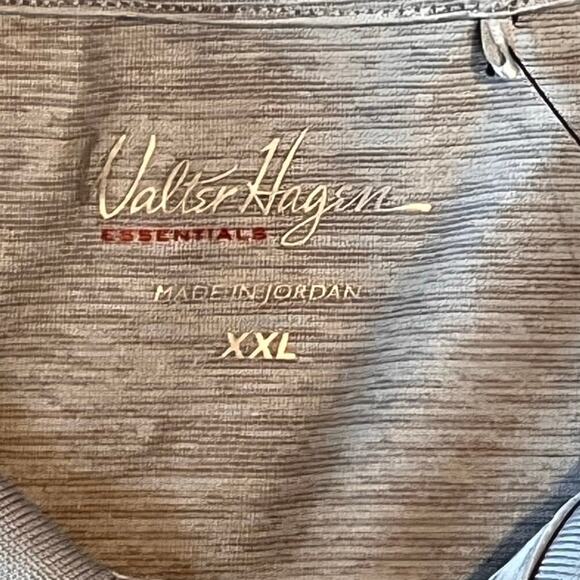 Walter Hagen
ESSENTIALS
MADE IN JORDAN
XXL